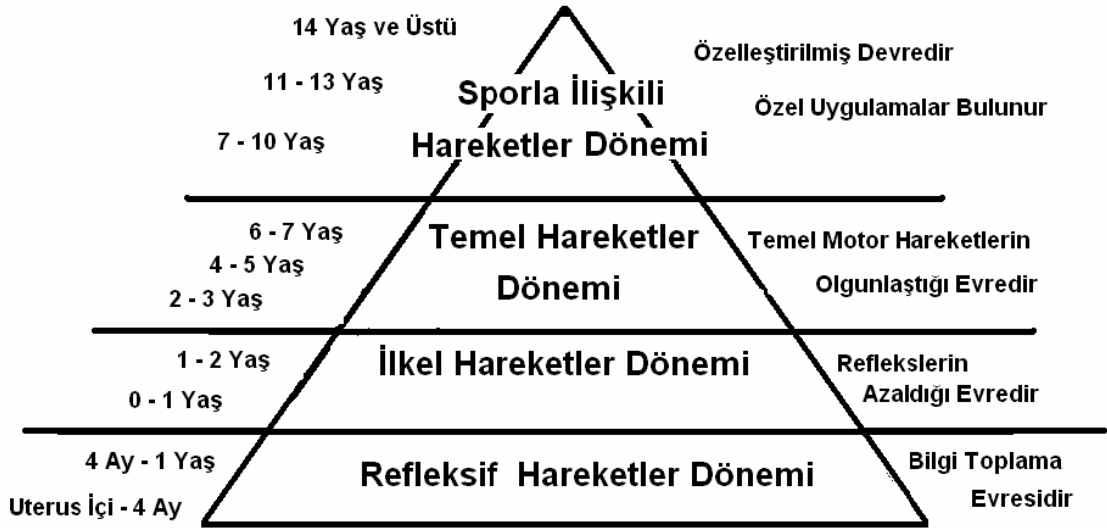 14 Yaş ve Üstü
Özelleştirilmiş Devredir
11 - 13 Yaş
Sporla İlişkili
Özel Uygulamalar Bulunur
7 - 10 Yaş
Hareketler Dönemi
6 - 7 Yaş
Temel Hareketler
Temel Motor Hareketlerin
4 - 5 Yaş
Dönemi
Olgunlaştığı Evredir
2 - 3 Yaş
1 - 2 Yaş
İlkel Hareketler Dönemi
Reflekslerin
0 - 1 Yaş
Azaldığı Evredir
4 Ay - 1 Yaş
Refleksif Hareketler Dönemi
Bilgi Toplama
Uterus İçi - 4 Ay
Evresidir